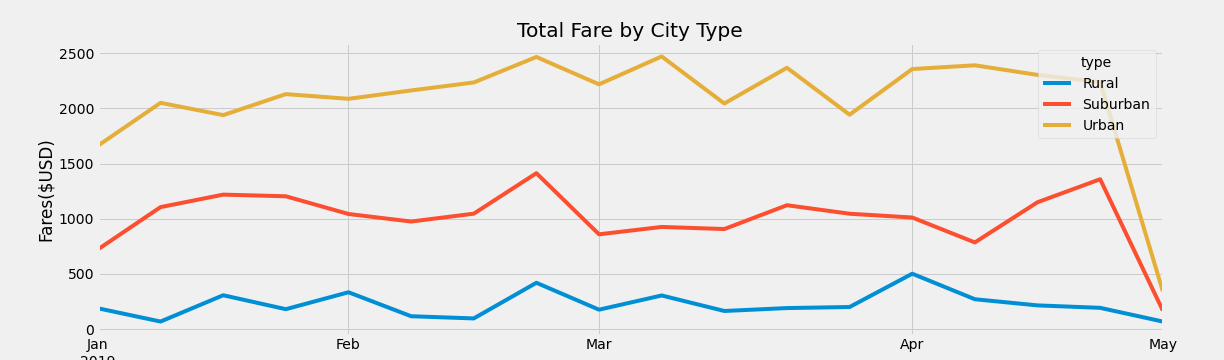 Total Fare by City Type
Fares($USD)
2500
2000
1500
1000
500
0
type
Rural
Suburban
Urban
Jan Feb Mar Apr May
2019